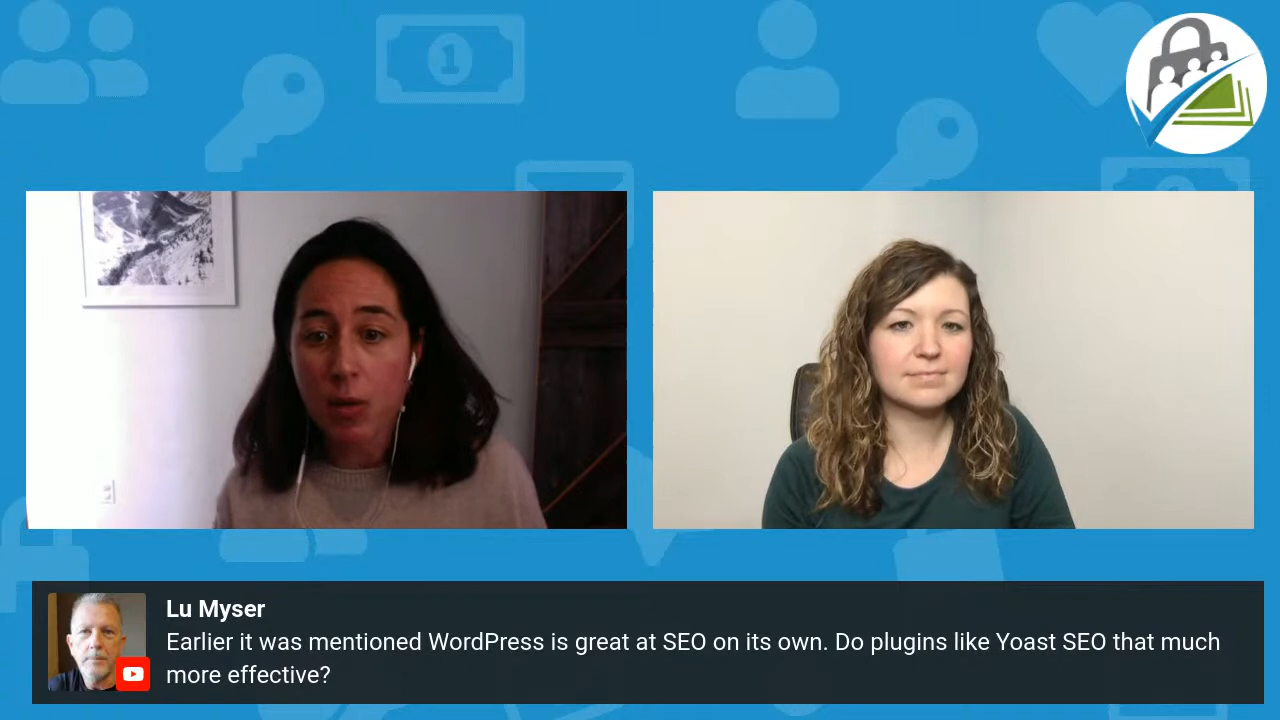 1
Lu Myser
Earlier it was mentioned WordPress is great at SEO on its own. Do plugins like Yoast SEO that much
more effective?